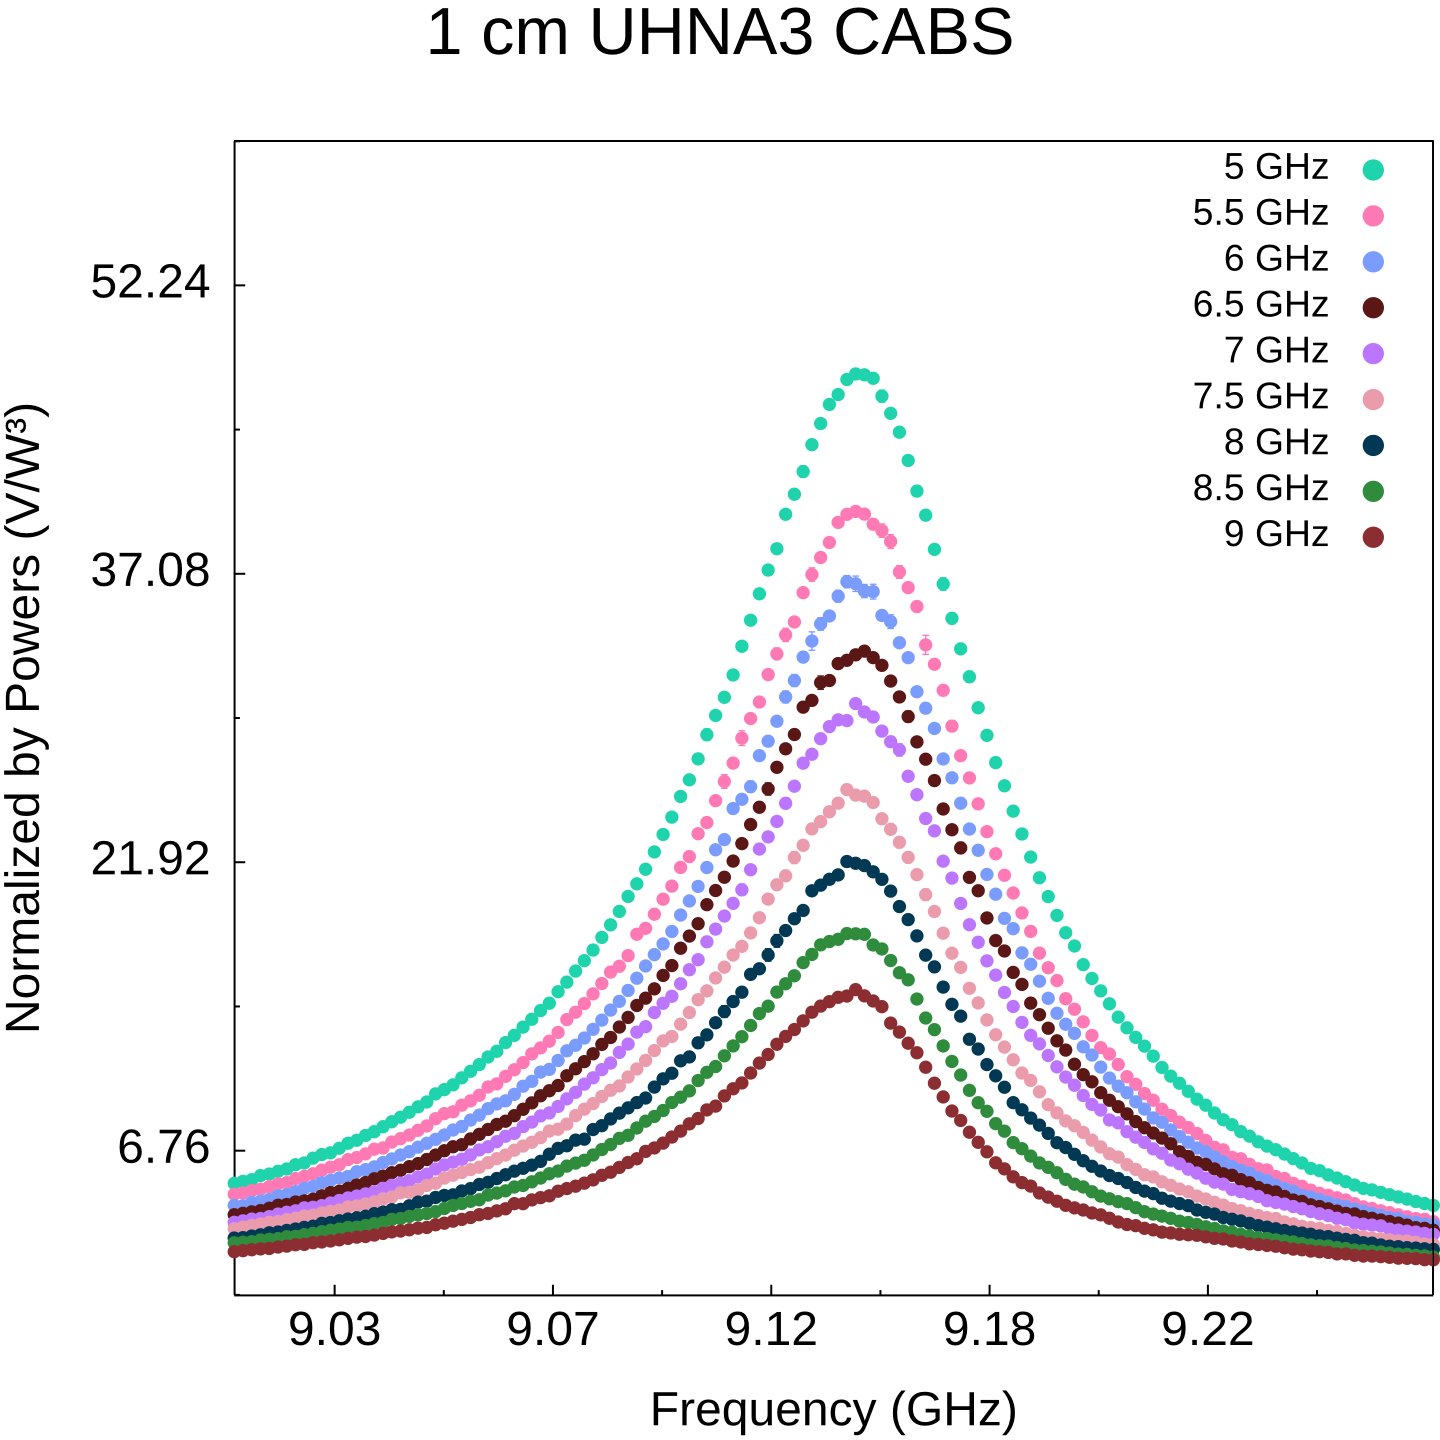 1 cm UHNA3 CABS
5 GHz
5.5 GHz
6 GHz
6.5 GHz
7 GHz
7.5 GHz
8 GHz
8.5 GHz
9 GHz
52.24
37.08
21.92
6.76
Normalized by Powers (V/W³)
9.03 9.07 9.12 9.18 9.22
Frequency (GHz)